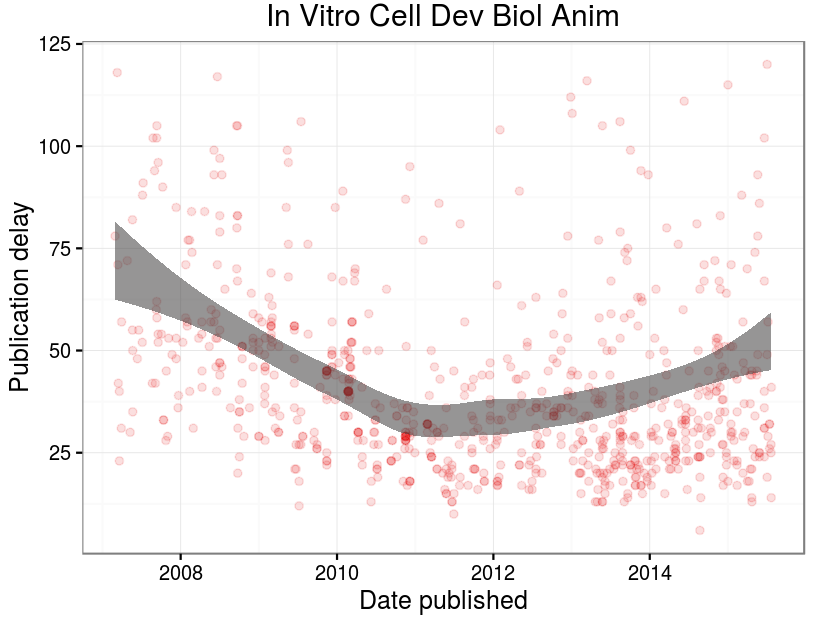 In Vitro Cell Dev Biol Anim
125
100
75
50
25
Publication delay
2008 2010 2012 2014
Date published